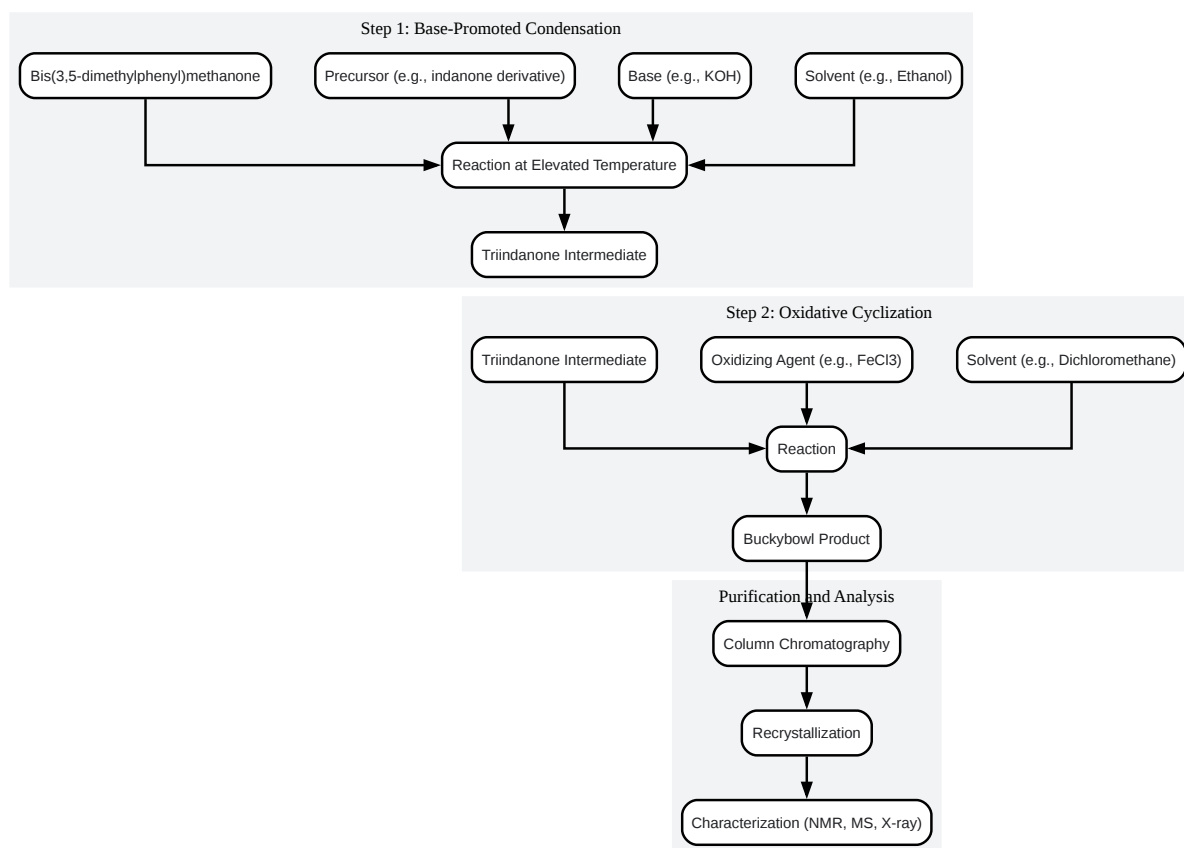 Step 1: Base-Promoted Condensation
Bis(3,5-dimethylphenyl)methanone
Precursor (e.g., indanone derivative)
Base (e.g., KOH)
Solvent (e.g., Ethanol)
Reaction at Elevated Temperature
Triindanone Intermediate
Step 2: Oxidative Cyclization
Triindanone Intermediate
Oxidizing Agent (e.g., FeCl3)
Solvent (e.g., Dichloromethane)
Reaction
Buckybowl Product
Purification and Analysis
Column Chromatography
Recrystallization
Characterization (NMR, MS, X-ray)